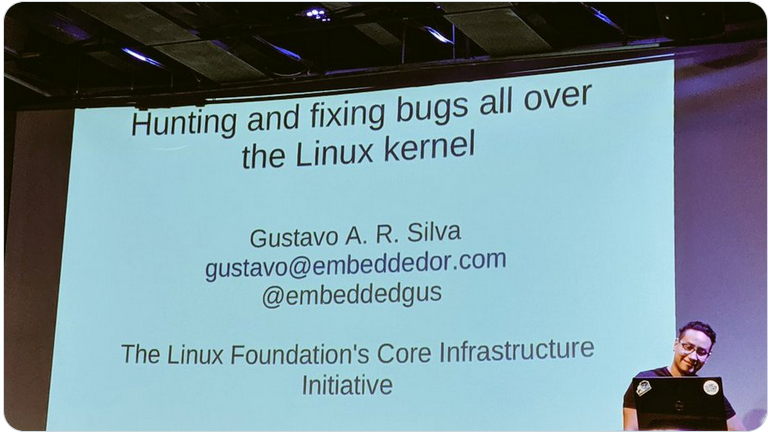 Hunting and fixing bugs all over
the Linux kernel
Gustavo A. R. Silva
gustavo@embeddedor.com
@embeddedgus
The Linux Foundation's Core Infrastructure
Initiative